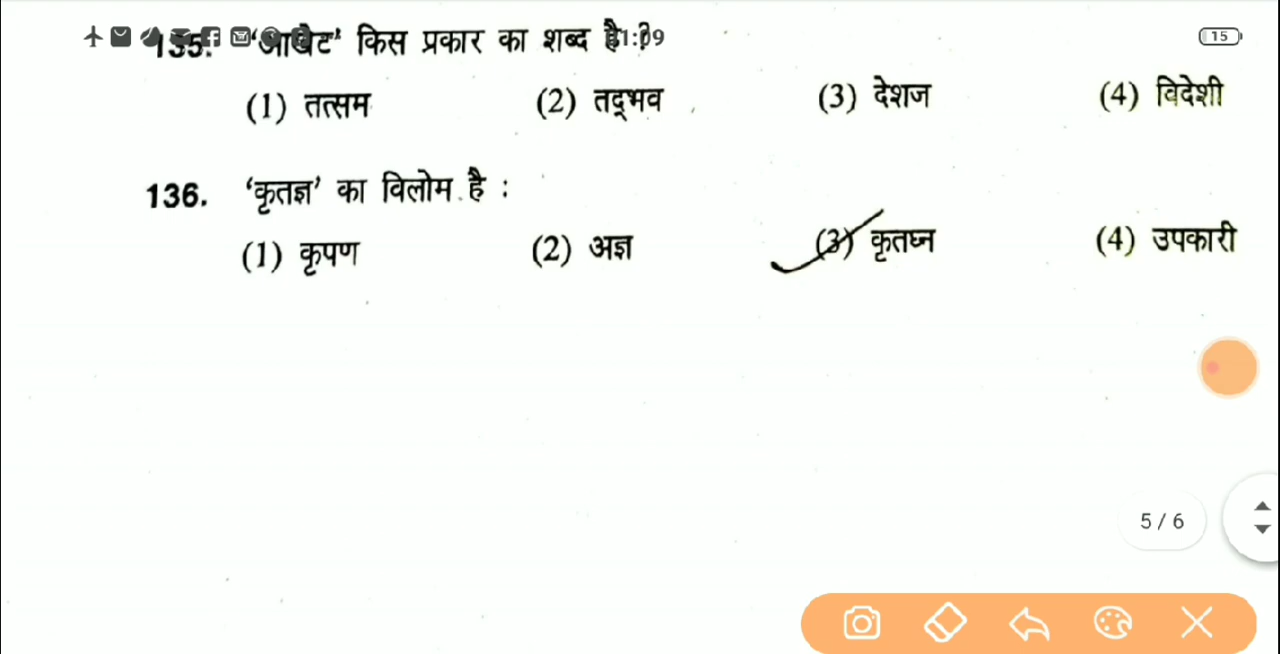 135. ‘आखेट’ किस प्रकार का शब्द है ?
(1) तत्सम (2) तद्भव (3) देशज (4) विदेशी
136. ‘कृतज्ञ’ का विलोम है :
(1) कृपण (2) अज्ञ (3) कृतघ्न (4) उपकारी
15
5 / 6